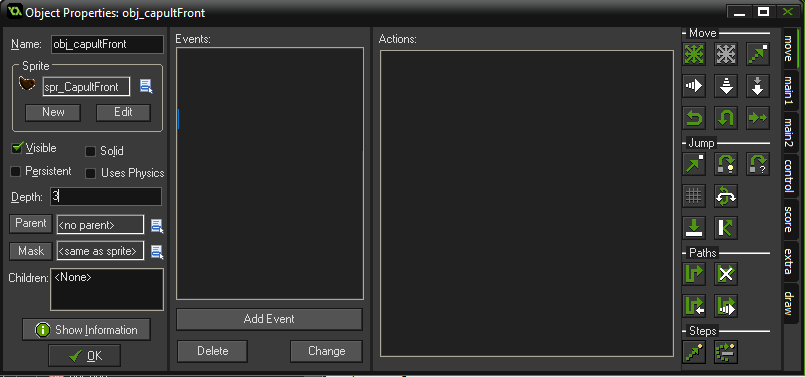 Object Properties: obj_capultFront
Name: obj_capultFront
Sprite
spr_CapultFront
New Edit
Visible Solid
Persistent Uses Physics
Depth: 3
Parent <no parent>
Mask <same as sprite>
Children: <None>
Show Information
OK
Events:
Add Event
Delete Change
Actions:
Move
Jump
Paths
Steps
move
main1
main2
control
score
extra
draw